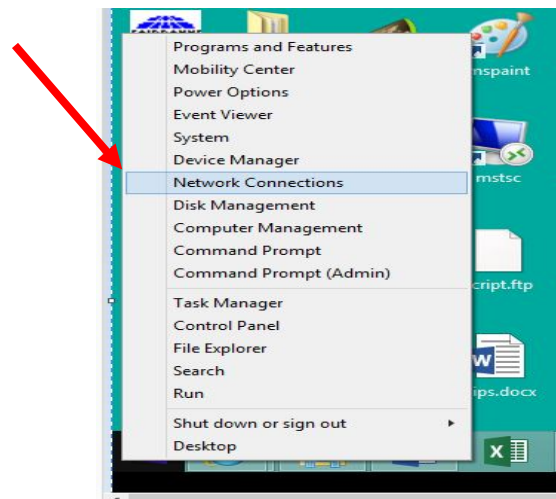 Programs and Features
Mobility Center
Power Options
Event Viewer
System
Device Manager
Network Connections
Disk Management
Computer Management
Command Prompt
Command Prompt (Admin)
Task Manager
Control Panel
File Explorer
Search
Run
Shut down or sign out
Desktop
nspaint
mstsc
cript.ftp
ips.docx